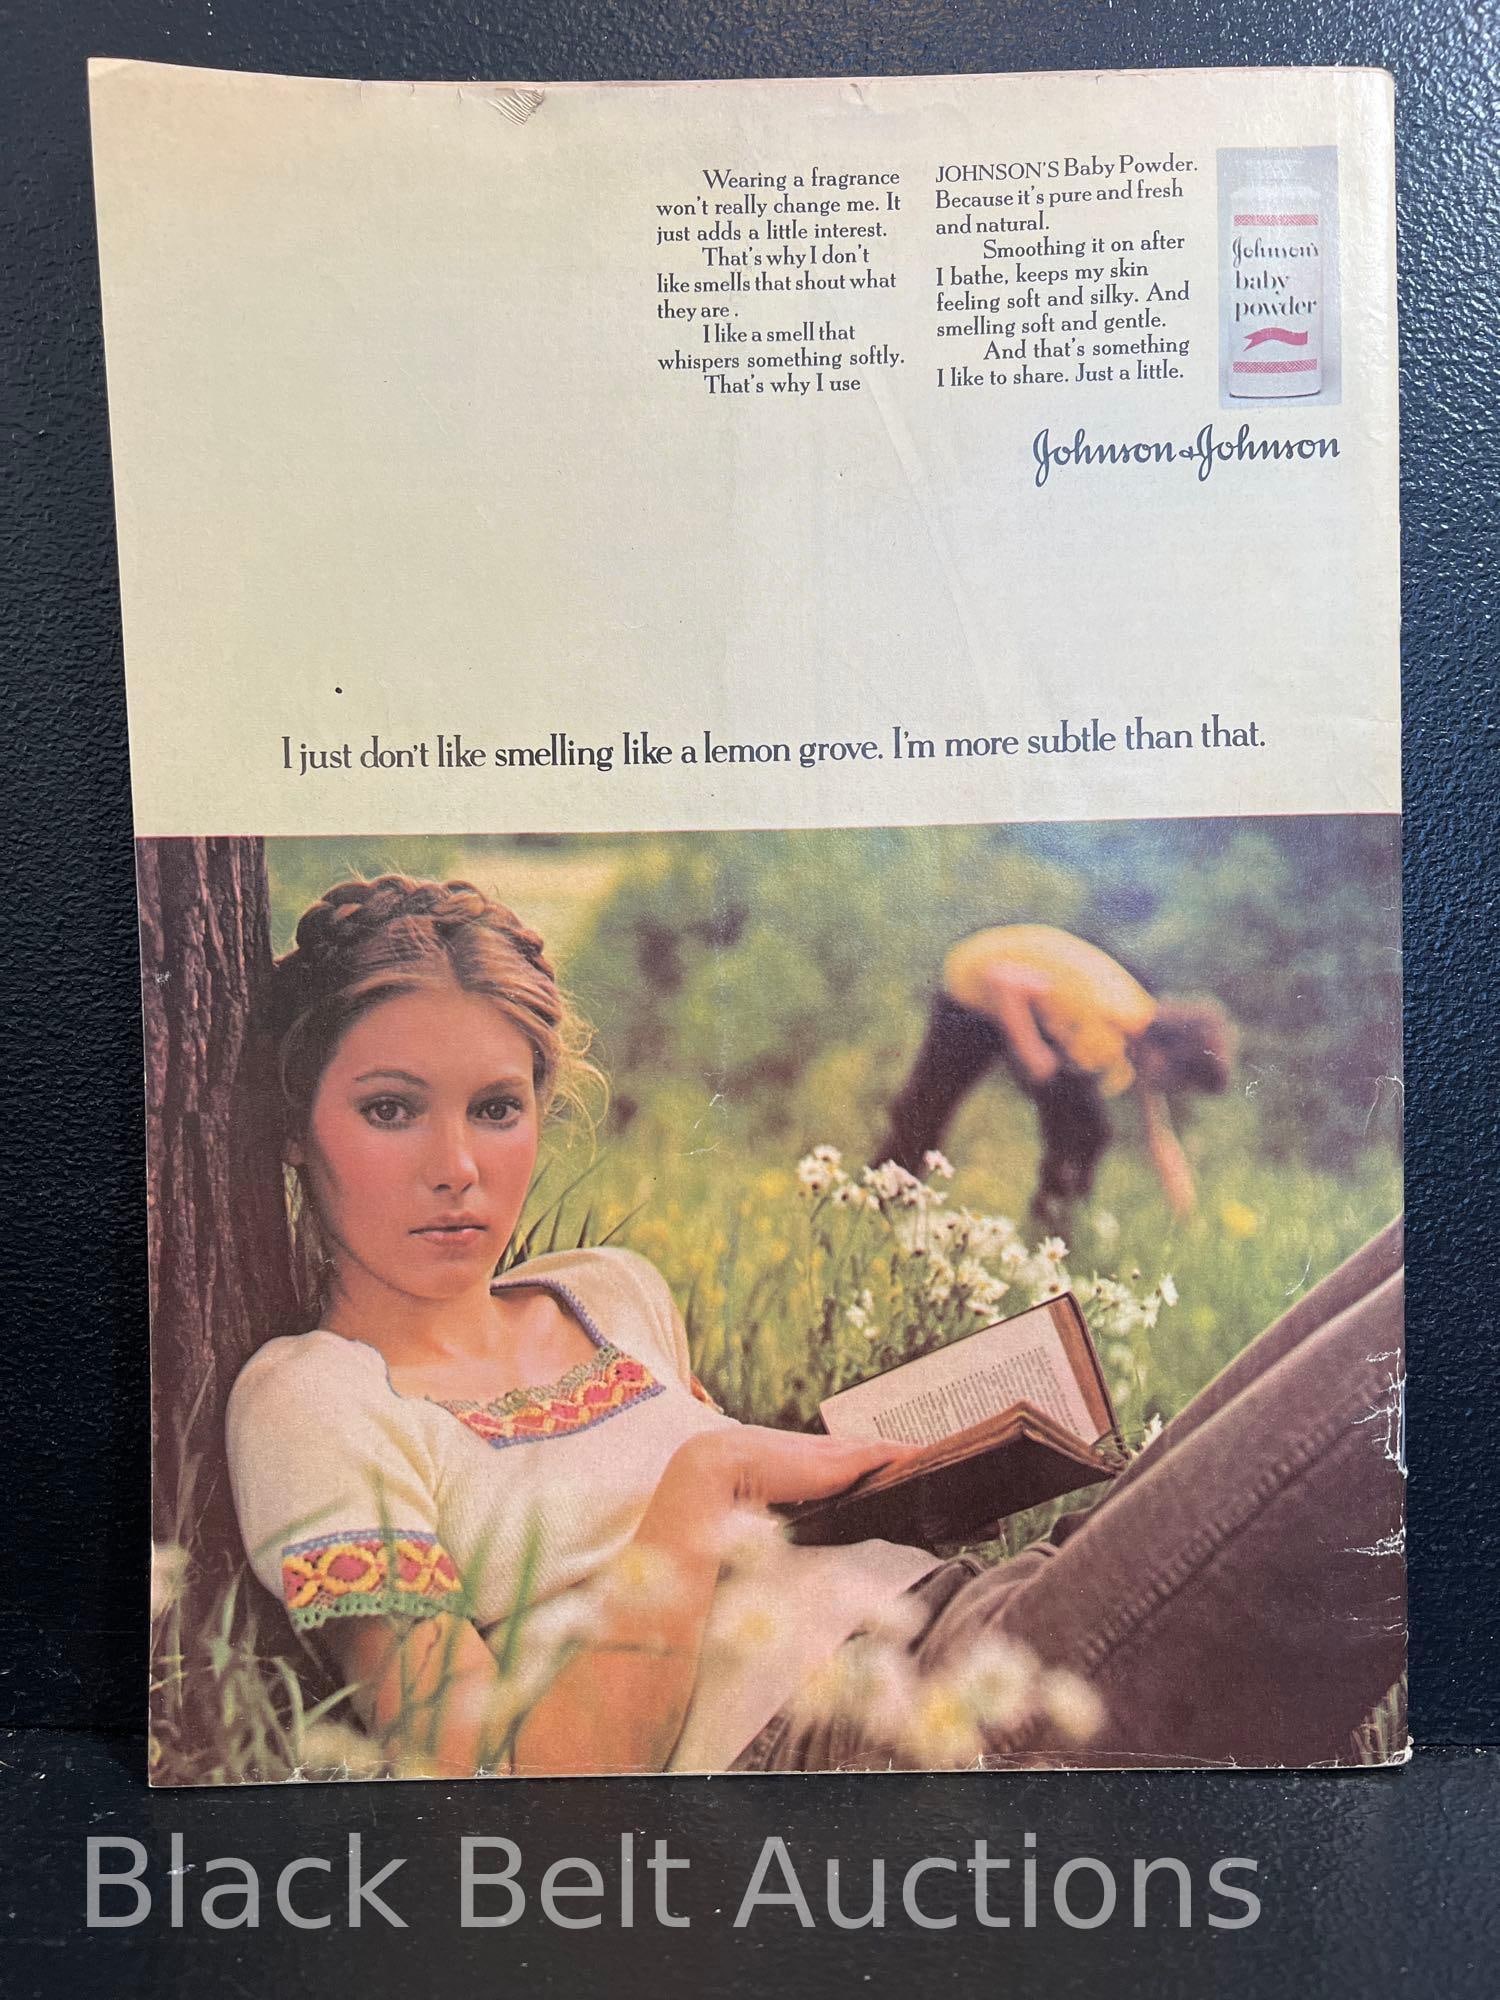 Wearing a fragrance
won't really change me. It
just adds a little interest.
That's why I don't
like smells that shout what
they are.
I like a smell that
whispers something softly.
That's why I use
JOHNSON'S Baby Powder.
Because it's pure and fresh
and natural.
Smoothing it on after
I bathe, keeps my skin
feeling soft and silky. And
smelling soft and gentle.
And that's something
I like to share. Just a little.
Johnson's
baby
powder
Johnson & Johnson
I just don't like smelling like a lemon grove. I'm more subtle than that.
Black Belt Auctions